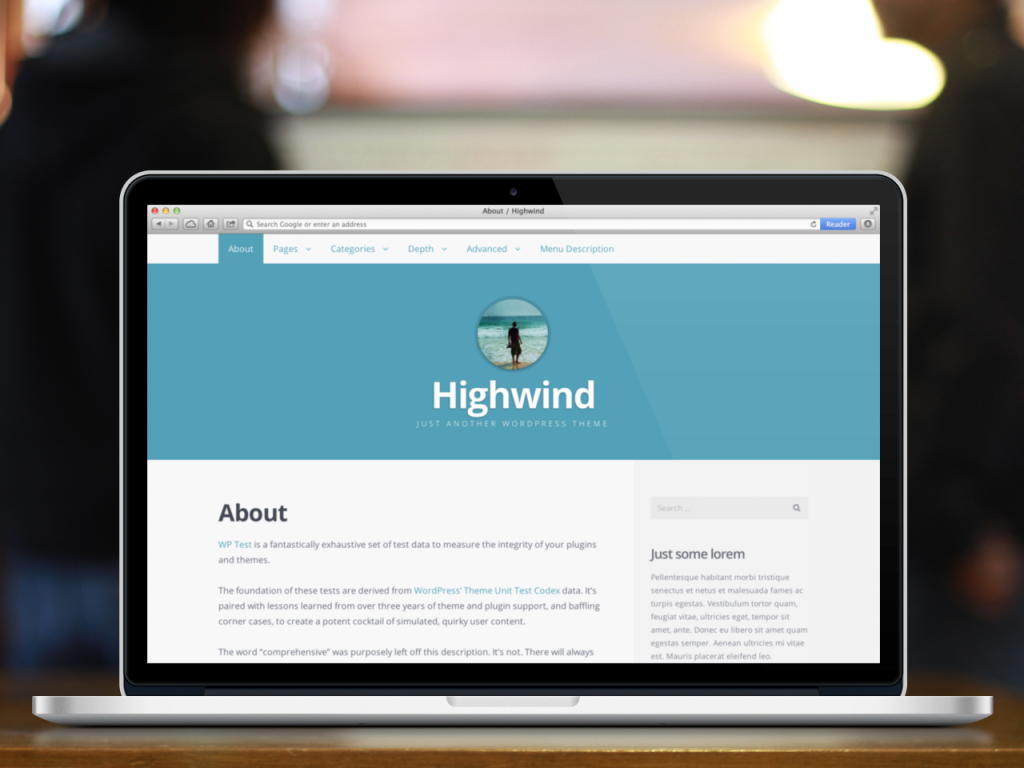 About / Highwind
Search Google or enter an address
Reader
About Pages Categories Depth Advanced Menu Description
Highwind
JUST ANOTHER WORDPRESS THEME
About
WP Test is a fantastically exhaustive set of test data to measure the integrity of your plugins
and themes.
The foundation of these tests are derived from WordPress' Theme Unit Test Codex data. It's
paired with lessons learned from over three years of theme and plugin support, and baffling
corner cases, to create a potent cocktail of simulated, quirky user content.
The word “comprehensive” was purposely left off this description. It's not. There will always
Search ...
Just some lorem
Pellentesque habitant morbi tristique
senectus et netus et malesuada fames ac
turpis egestas. Vestibulum tortor quam,
feugiat vitae, ultricies eget, tempor sit
amet, ante. Donec eu libero sit amet quam
egestas semper. Aenean ultricies mi vitae
est. Mauris placerat eleifend leo.